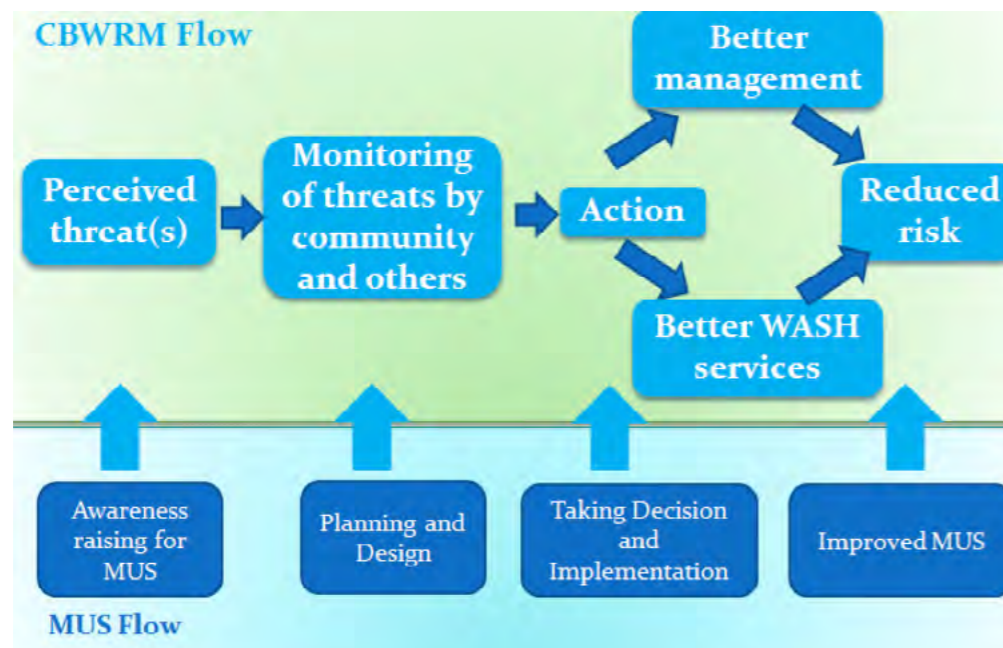 CBWRM Flow
Better
management
Perceived
threat(s)
Monitoring
of threats by
community
and others
Action
Reduced
risk
Better WASH
services
Awareness
raising for
MUS
Planning and
Design
Taking Decision
and
Implementation
Improved MUS
MUS Flow